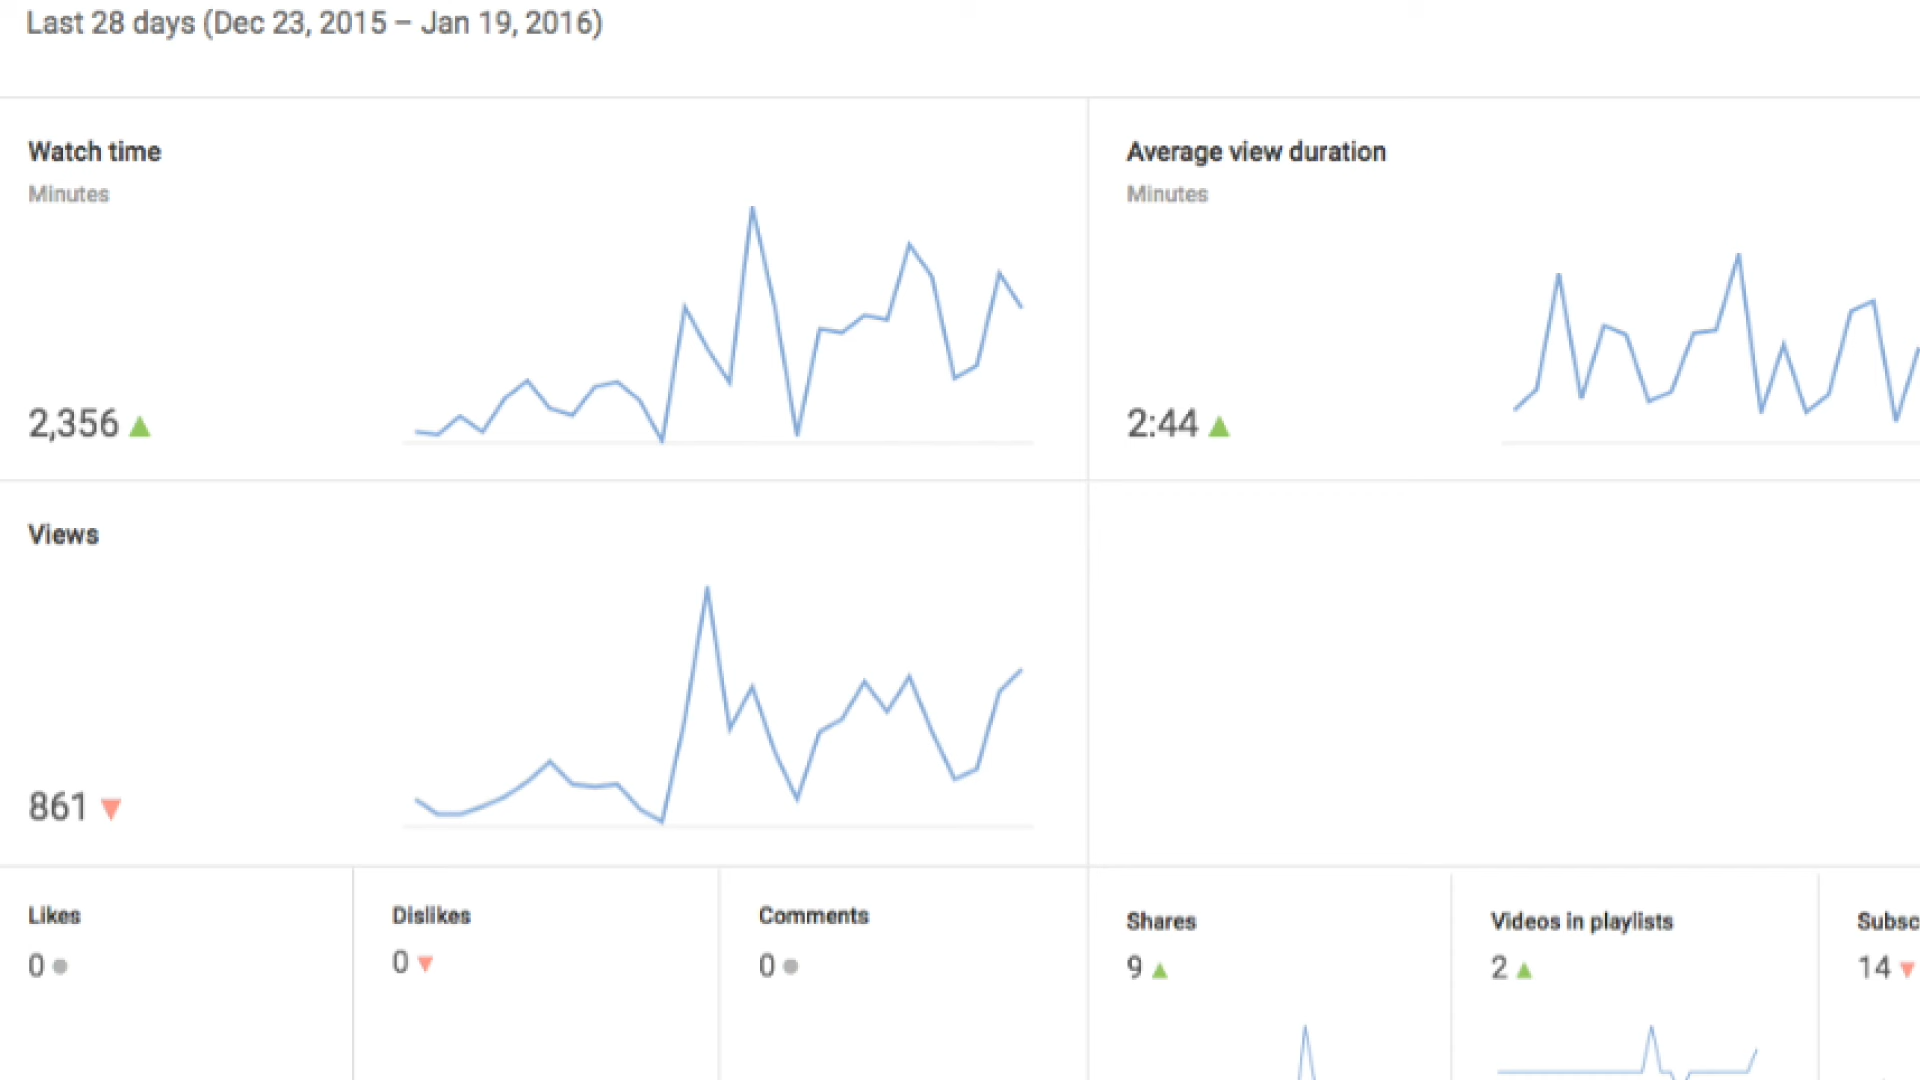 Last 28 days (Dec 23, 2015 – Jan 19, 2016)
Watch time
Minutes
2,356
Average view duration
Minutes
2:44
Views
861
Likes
0
Dislikes
0
Comments
0
Shares
9
Videos in playlists
2
Subsc
14